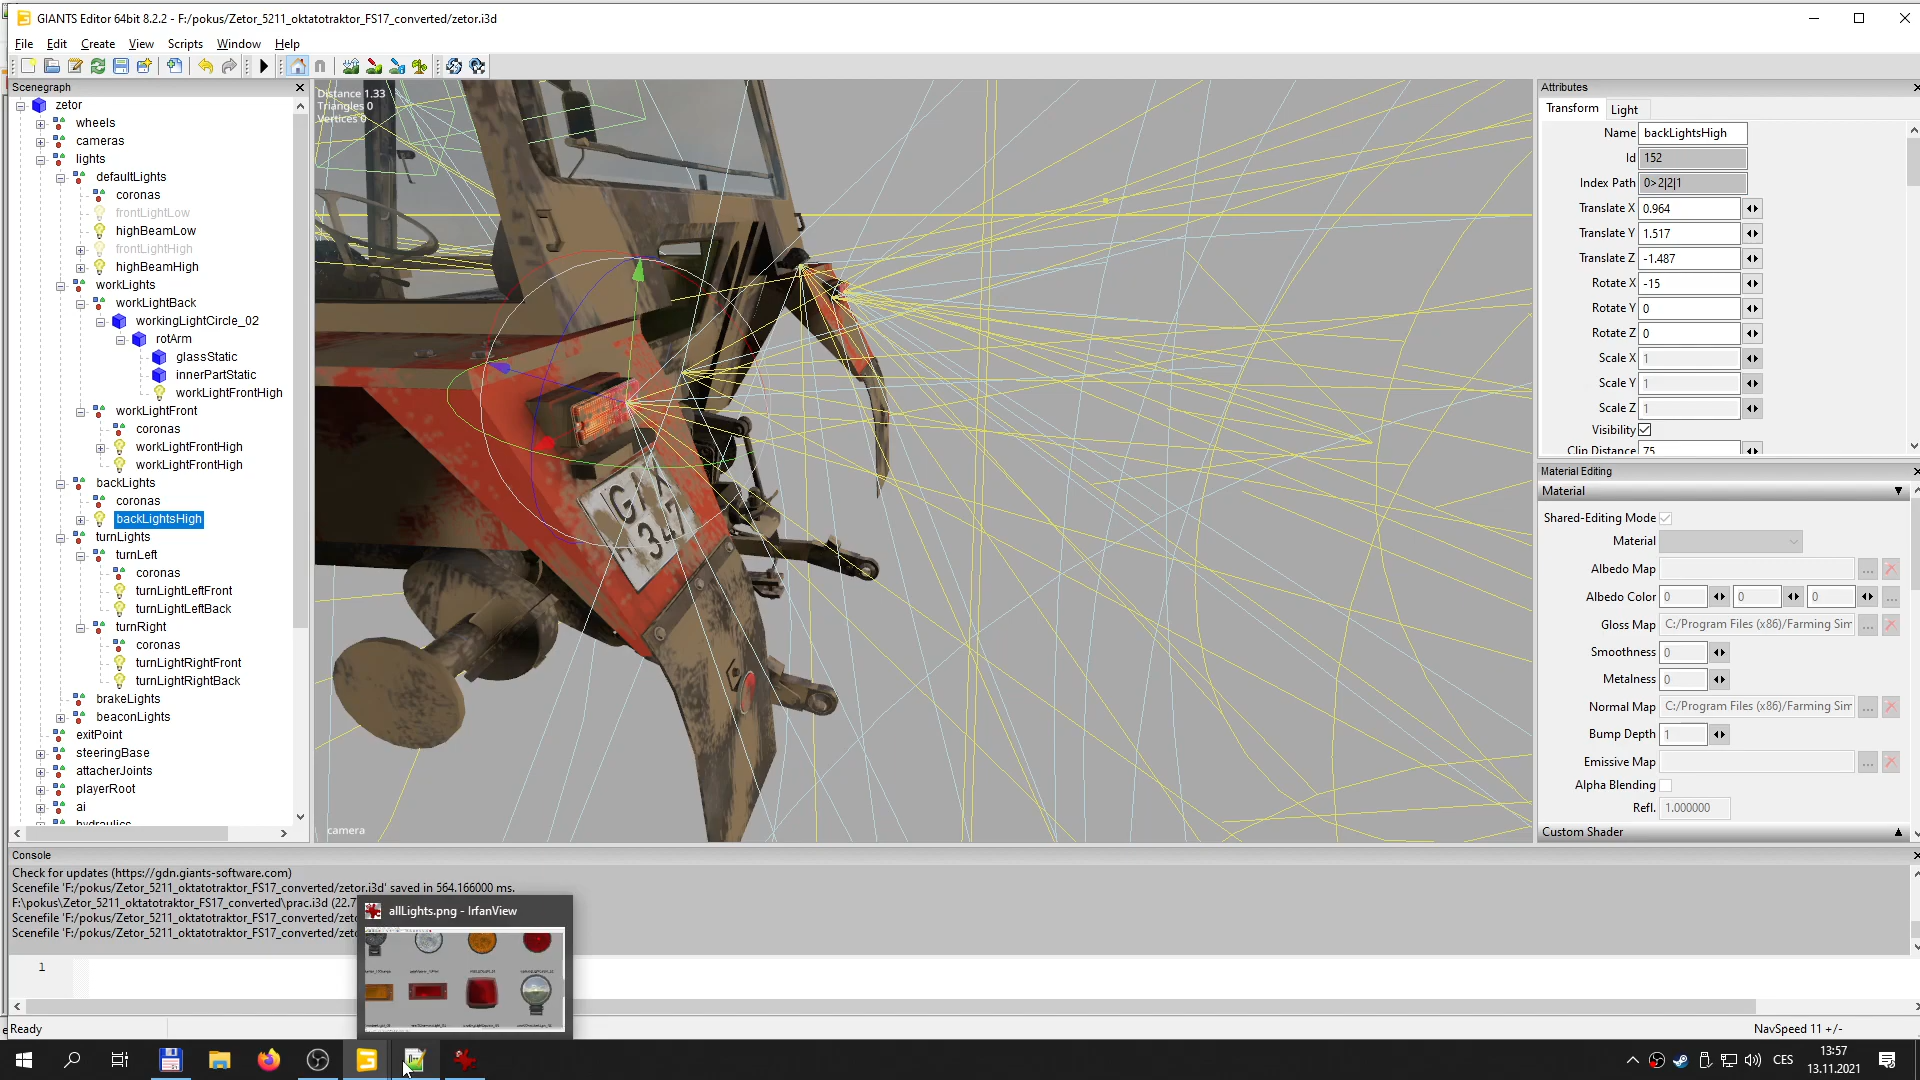 GIANTS Editor 64bit 8.2.2 - F:/pokus/Zetor_5211_oktatotraktor_FS17_converted/zetor.i3d
File Edit Create View Scripts Window Help
Scenegraph
zetor
wheels
cameras
lights
defaultLights
coronas
frontLightLow
highBeamLow
frontLightHigh
highBeamHigh
workLights
workLightBack
workingLightCircle_02
rotArm
glassStatic
innerPartStatic
workLightFrontHigh
workLightFront
coronas
workLightFrontHigh
workLightFrontHigh
backLights
coronas
backLightsHigh
turnLights
turnLeft
coronas
turnLightLeftFront
turnLightLeftBack
turnRight
coronas
turnLightRightFront
turnLightRightBack
brakeLights
beaconLights
exitPoint
steeringBase
attacherJoints
playerRoot
ai
hydraulics
Distance 1.33
Triangles 0
Vertices 0
camera
Attributes
Transform Light
Name backLightsHigh
Id 152
Index Path 0>2|2|1
Translate X 0.964
Translate Y 1.517
Translate Z -1.487
Rotate X -15
Rotate Y 0
Rotate Z 0
Scale X 1
Scale Y 1
Scale Z 1
Visibility
Clip Distance 75
Material Editing
Material
Shared-Editing Mode
Material
Albedo Map
Albedo Color 0 0 0
Gloss Map C:/Program Files (x86)/Farming Sim
Smoothness 0
Metalness 0
Normal Map C:/Program Files (x86)/Farming Sim
Bump Depth 1
Emissive Map
Alpha Blending
Refl. 1.000000
Custom Shader
Console
Check for updates (https://gdn.giants-software.com)
Scenefile 'F:/pokus/Zetor_5211_oktatotraktor_FS17_converted/zetor.i3d' saved in 564.166000 ms.
F:\pokus\Zetor_5211_oktatotraktor_FS17_converted\prac.i3d (22.7
Scenefile 'F:/pokus/Zetor_5211_oktatotraktor_FS17_converted/zeto
Scenefile 'F:/pokus/Zetor_5211_oktatotraktor_FS17_converted/zeto
allLights.png - IrfanView
1
Ready
NavSpeed 11 +/-
CES
13:57
13.11.2021